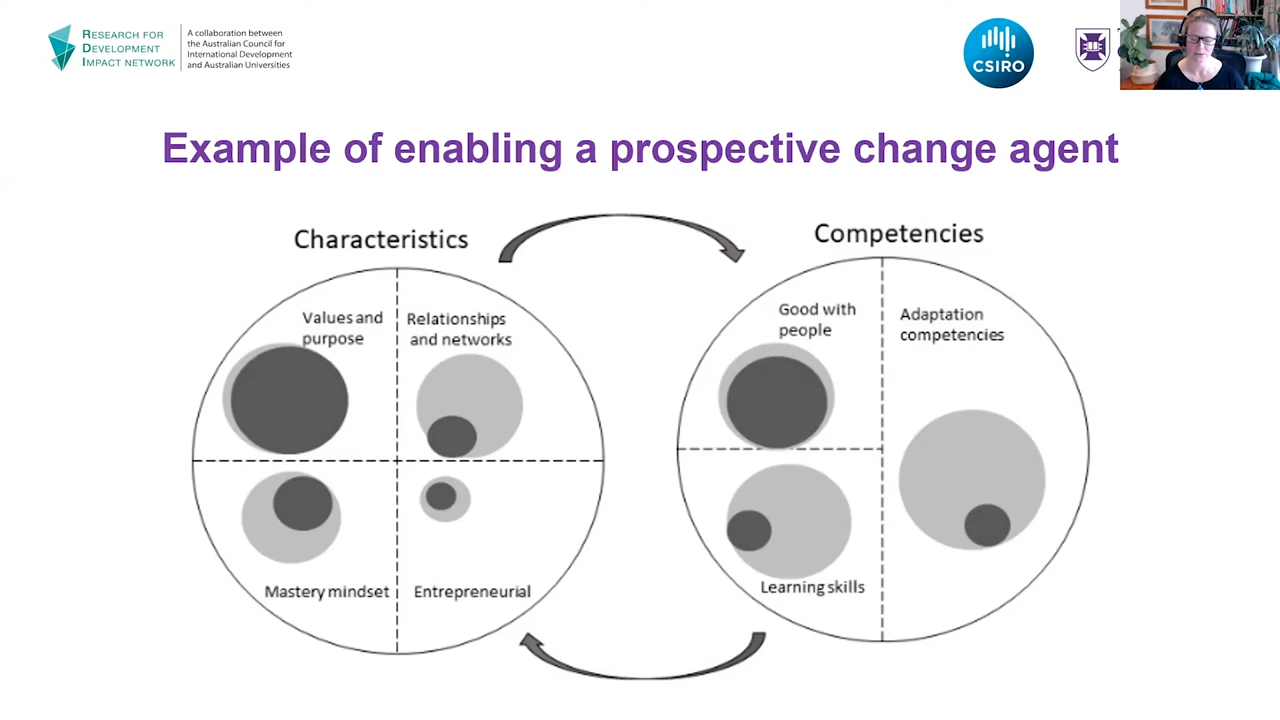 RESEARCH FOR
DEVELOPMENT
IMPACT NETWORK
A collaboration between
the Australian Council for
International Development
and Australian Universities
CSIRO
Example of enabling a prospective change agent
Characteristics
Competencies
Values and
purpose
Relationships
and networks
Good with
people
Adaptation
competencies
Mastery mindset
Entrepreneurial
Learning skills